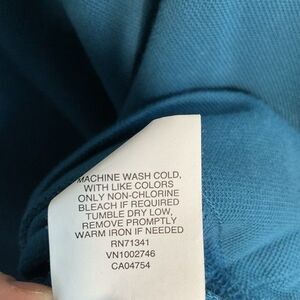 MACHINE WASH COLD,
WITH LIKE COLORS
ONLY NON-CHLORINE
BLEACH IF REQUIRED
TUMBLE DRY LOW,
REMOVE PROMPTLY
WARM IRON IF NEEDED
RN71341
VN1002746
CA04754